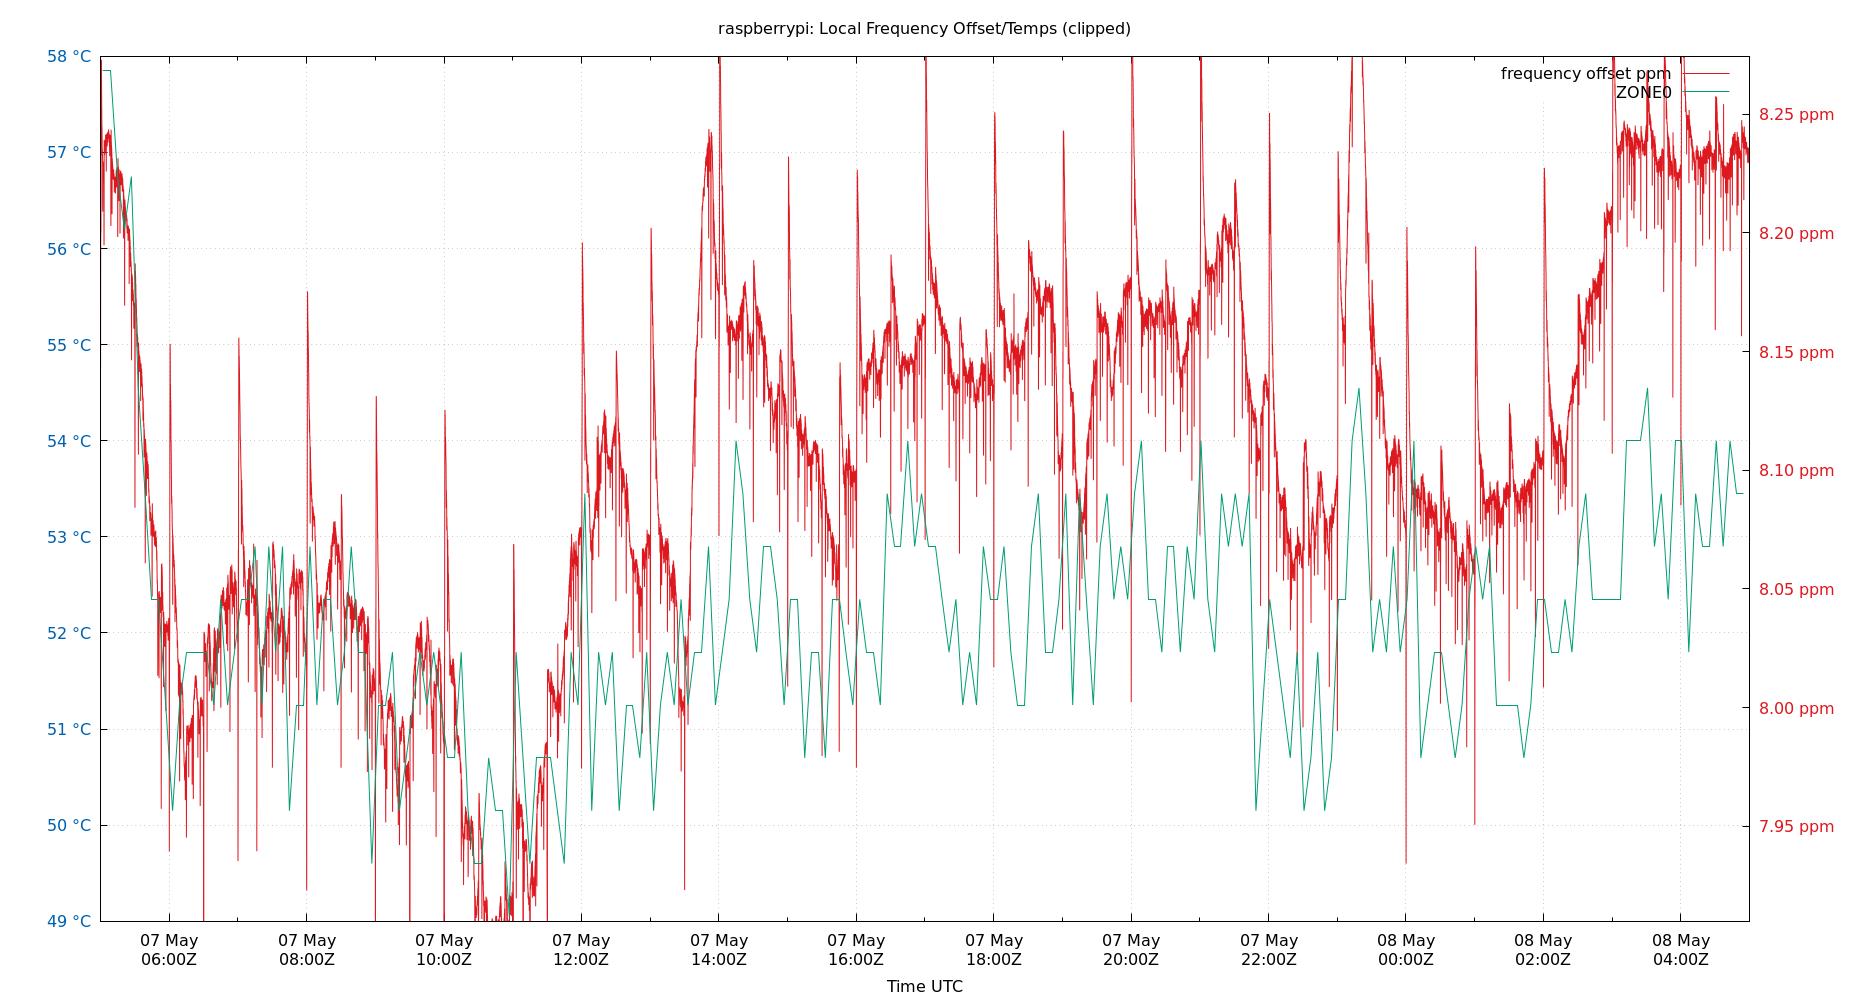 raspberrypi: Local Frequency Offset/Temps (clipped)
58 °C
57 °C
56 °C
55 °C
54 °C
53 °C
52 °C
51 °C
50 °C
49 °C
frequency offset ppm
ZONE0
8.25 ppm
8.20 ppm
8.15 ppm
8.10 ppm
8.05 ppm
8.00 ppm
7.95 ppm
07 May 07 May 07 May 07 May 07 May 07 May 07 May 07 May 07 May 08 May 08 May 08 May
06:00Z 08:00Z 10:00Z 12:00Z 14:00Z 16:00Z 18:00Z 20:00Z 22:00Z 00:00Z 02:00Z 04:00Z
Time UTC